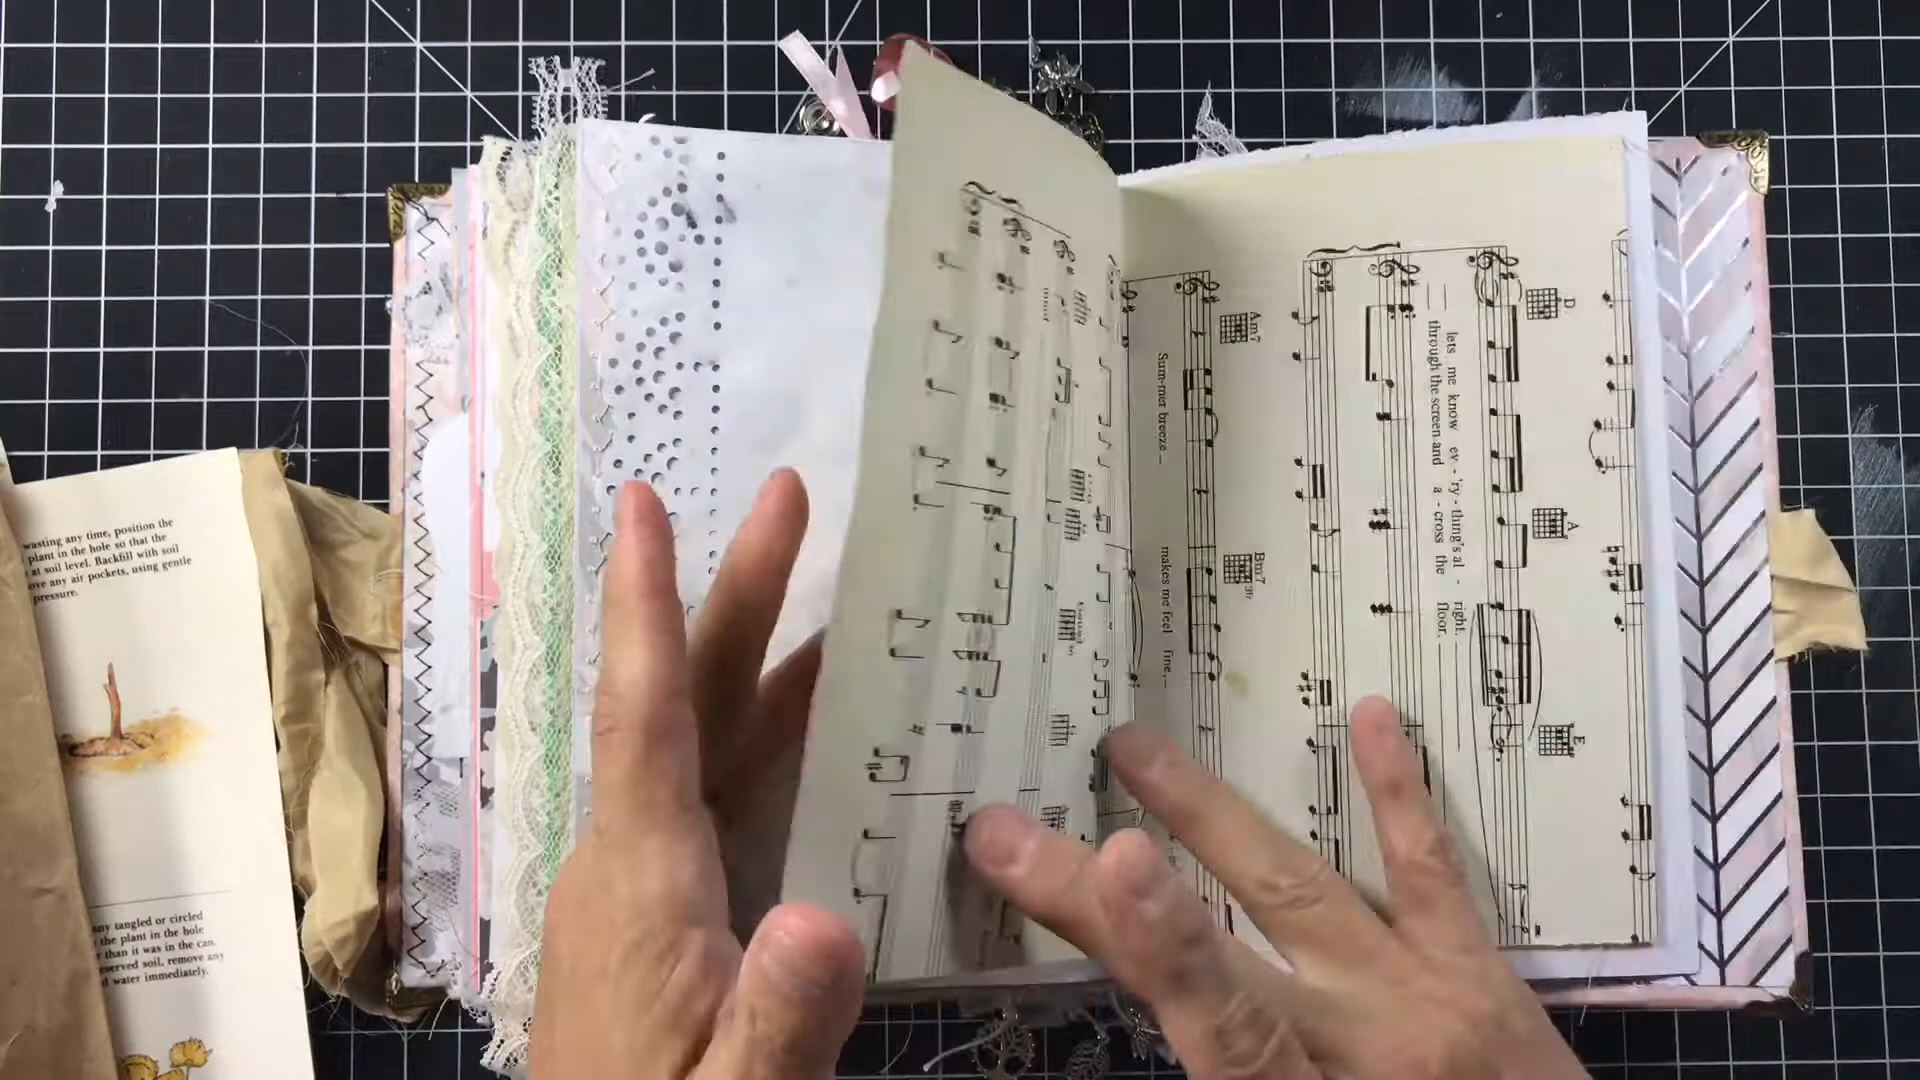 wasting any time, position the
plant in the hole so that the
at soil level. Backfill with soil
ove any air pockets, using gentle
pressure.
any tangled or circled
the plant in the hole
than it was in the can.
eserved soil, remove any
water immediately.
D
A
E
lets me know ev - 'ry - thing's al - right.
through the screen and a - cross the floor,
Am7
Bm7
Sum-mer breeze makes me feel fine,